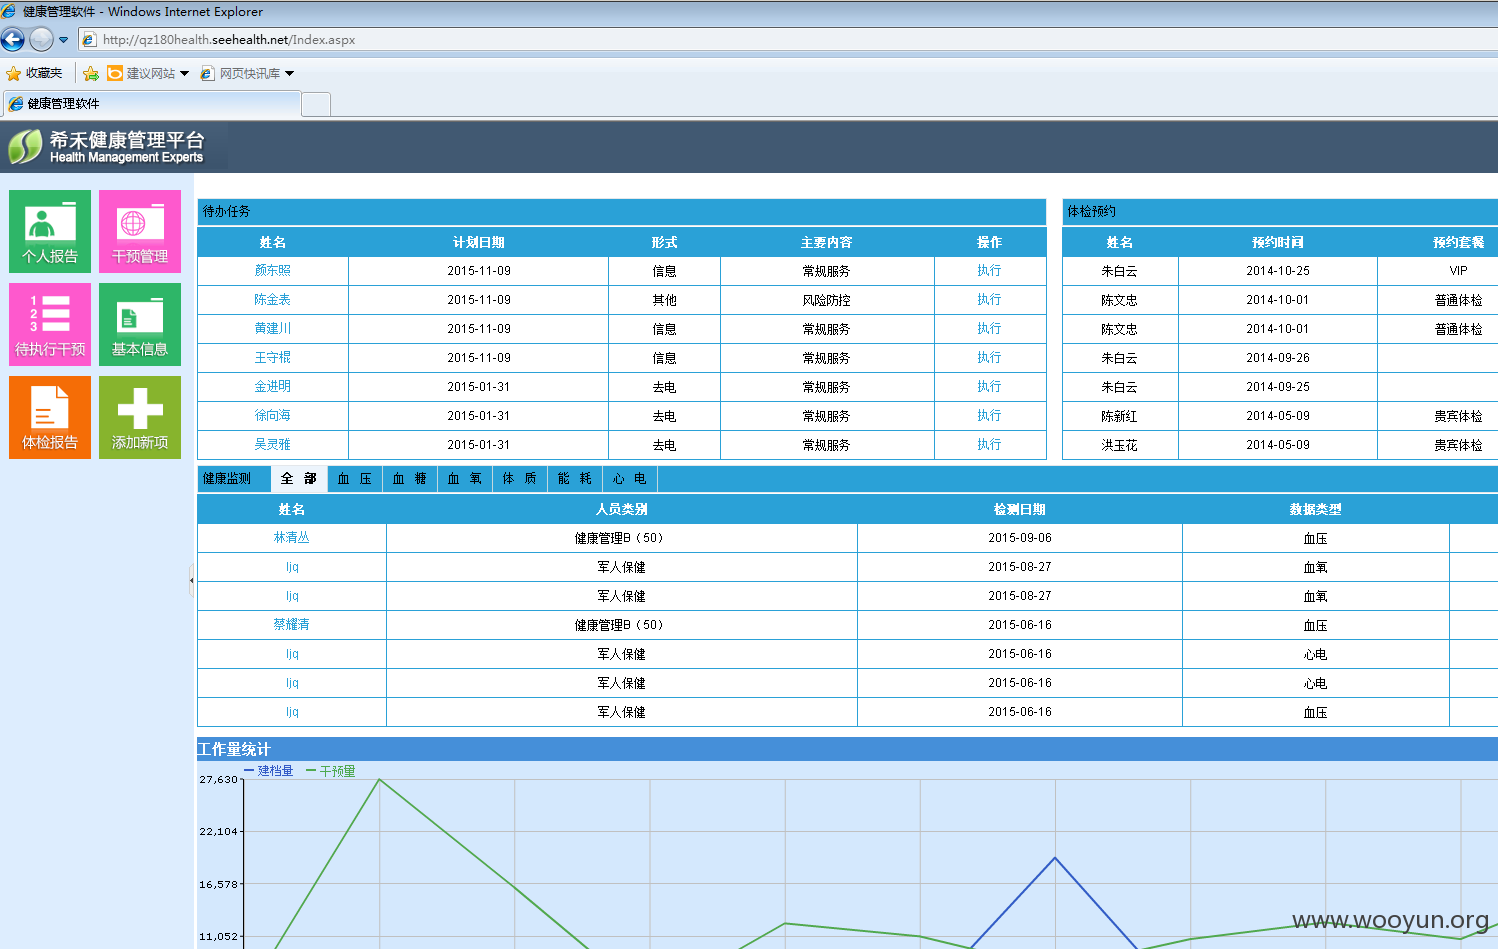 健康管理软件 - Windows Internet Explorer
http://qz180health.seehealth.net/Index.aspx
收藏夹 建议网站 网页快讯库
健康管理软件
希禾健康管理平台
Health Management Experts
个人报告 干预管理
1 2 3
待执行干预 基本信息
体检报告 添加新项
待办任务
姓名 计划日期 形式 主要内容 操作
颜东照 2015-11-09 信息 常规服务 执行
陈金表 2015-11-09 其他 风险防控 执行
黄建川 2015-11-09 信息 常规服务 执行
王守棍 2015-11-09 信息 常规服务 执行
金进明 2015-01-31 去电 常规服务 执行
徐向海 2015-01-31 去电 常规服务 执行
吴灵雅 2015-01-31 去电 常规服务 执行
体检预约
姓名 预约时间 预约套餐
朱白云 2014-10-25 VIP
陈文忠 2014-10-01 普通体检
陈文忠 2014-10-01 普通体检
朱白云 2014-09-26
朱白云 2014-09-25
陈新红 2014-05-09 贵宾体检
洪玉花 2014-05-09 贵宾体检
健康监测 全 部 血 压 血 糖 血 氧 体 质 能 耗 心 电
姓名 人员类别 检测日期 数据类型
林清丛 健康管理B（50） 2015-09-06 血压
ljq 军人保健 2015-08-27 血氧
ljq 军人保健 2015-08-27 血氧
蔡耀清 健康管理B（50） 2015-06-16 血压
ljq 军人保健 2015-06-16 心电
ljq 军人保健 2015-06-16 心电
ljq 军人保健 2015-06-16 血压
工作量统计
建档量 干预量
27,630
22,104
16,578
11,052
www.wooyun.org